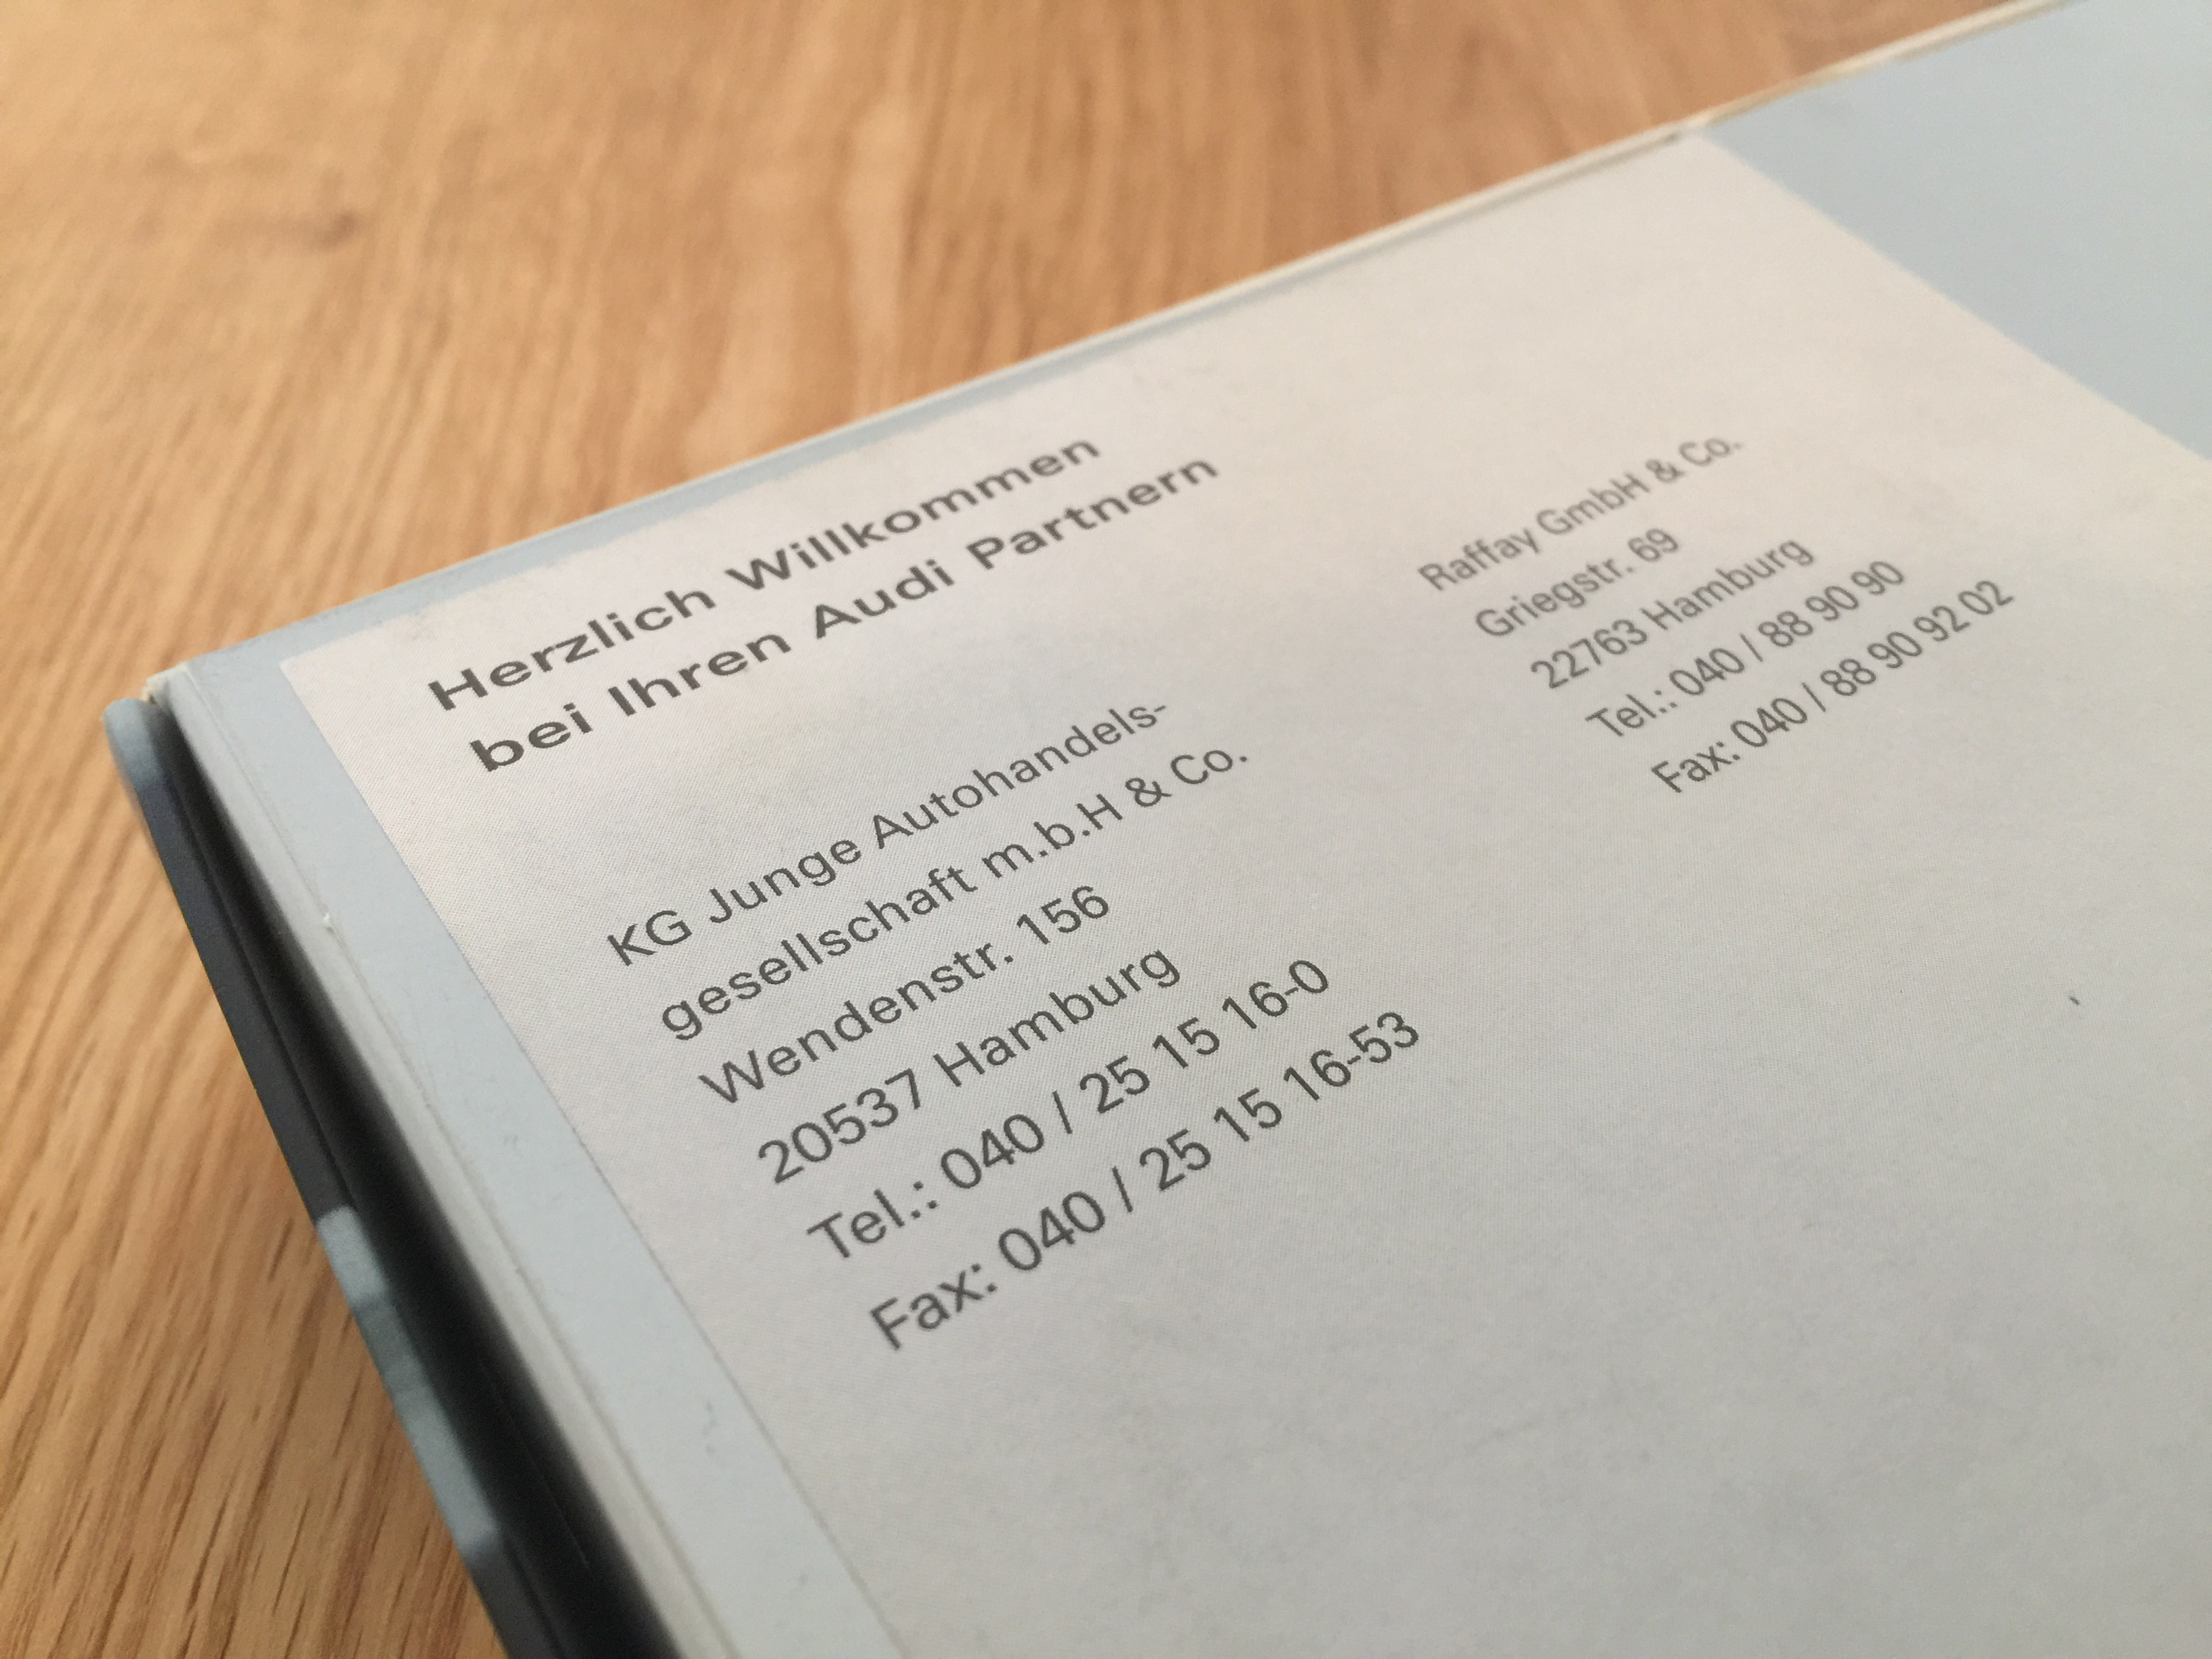 Herzlich Willkommen
bei Ihren Audi Partnern
KG Junge Autohandels-
gesellschaft m.b.H & Co.
Wendenstr. 156
20537 Hamburg
Tel.: 040 / 25 15 16-0
Fax: 040 / 25 15 16-53
Raffay GmbH & Co.
Griegstr. 69
22763 Hamburg
Tel.: 040 / 88 90 90
Fax: 040 / 88 90 92 02